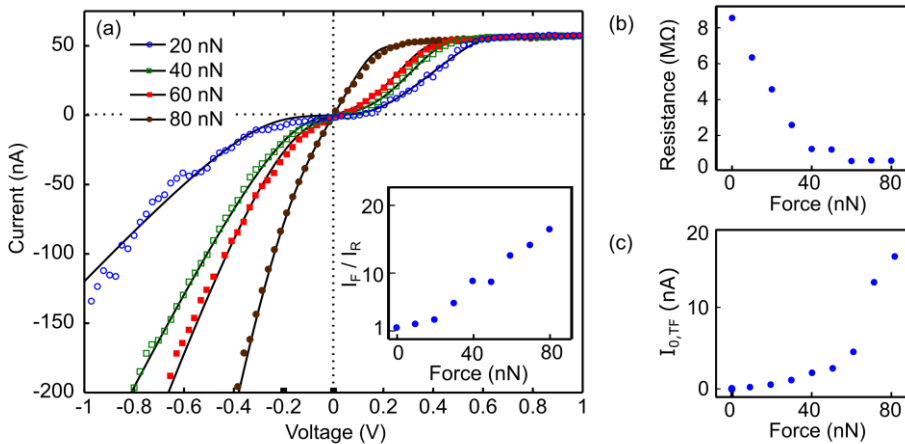 (a)
20 nN
40 nN
60 nN
80 nN
50
0
-50
-100
-150
-200
Current (nA)
-1 -0.8 -0.6 -0.4 -0.2 0 0.2 0.4 0.6 0.8 1
Voltage (V)
20
10
1
I_F / I_R
0 40 80
Force (nN)
(b)
8
6
4
2
0
Resistance (MΩ)
0 40 80
Force (nN)
(c)
20
10
0
I_0,TF (nA)
0 40 80
Force (nN)